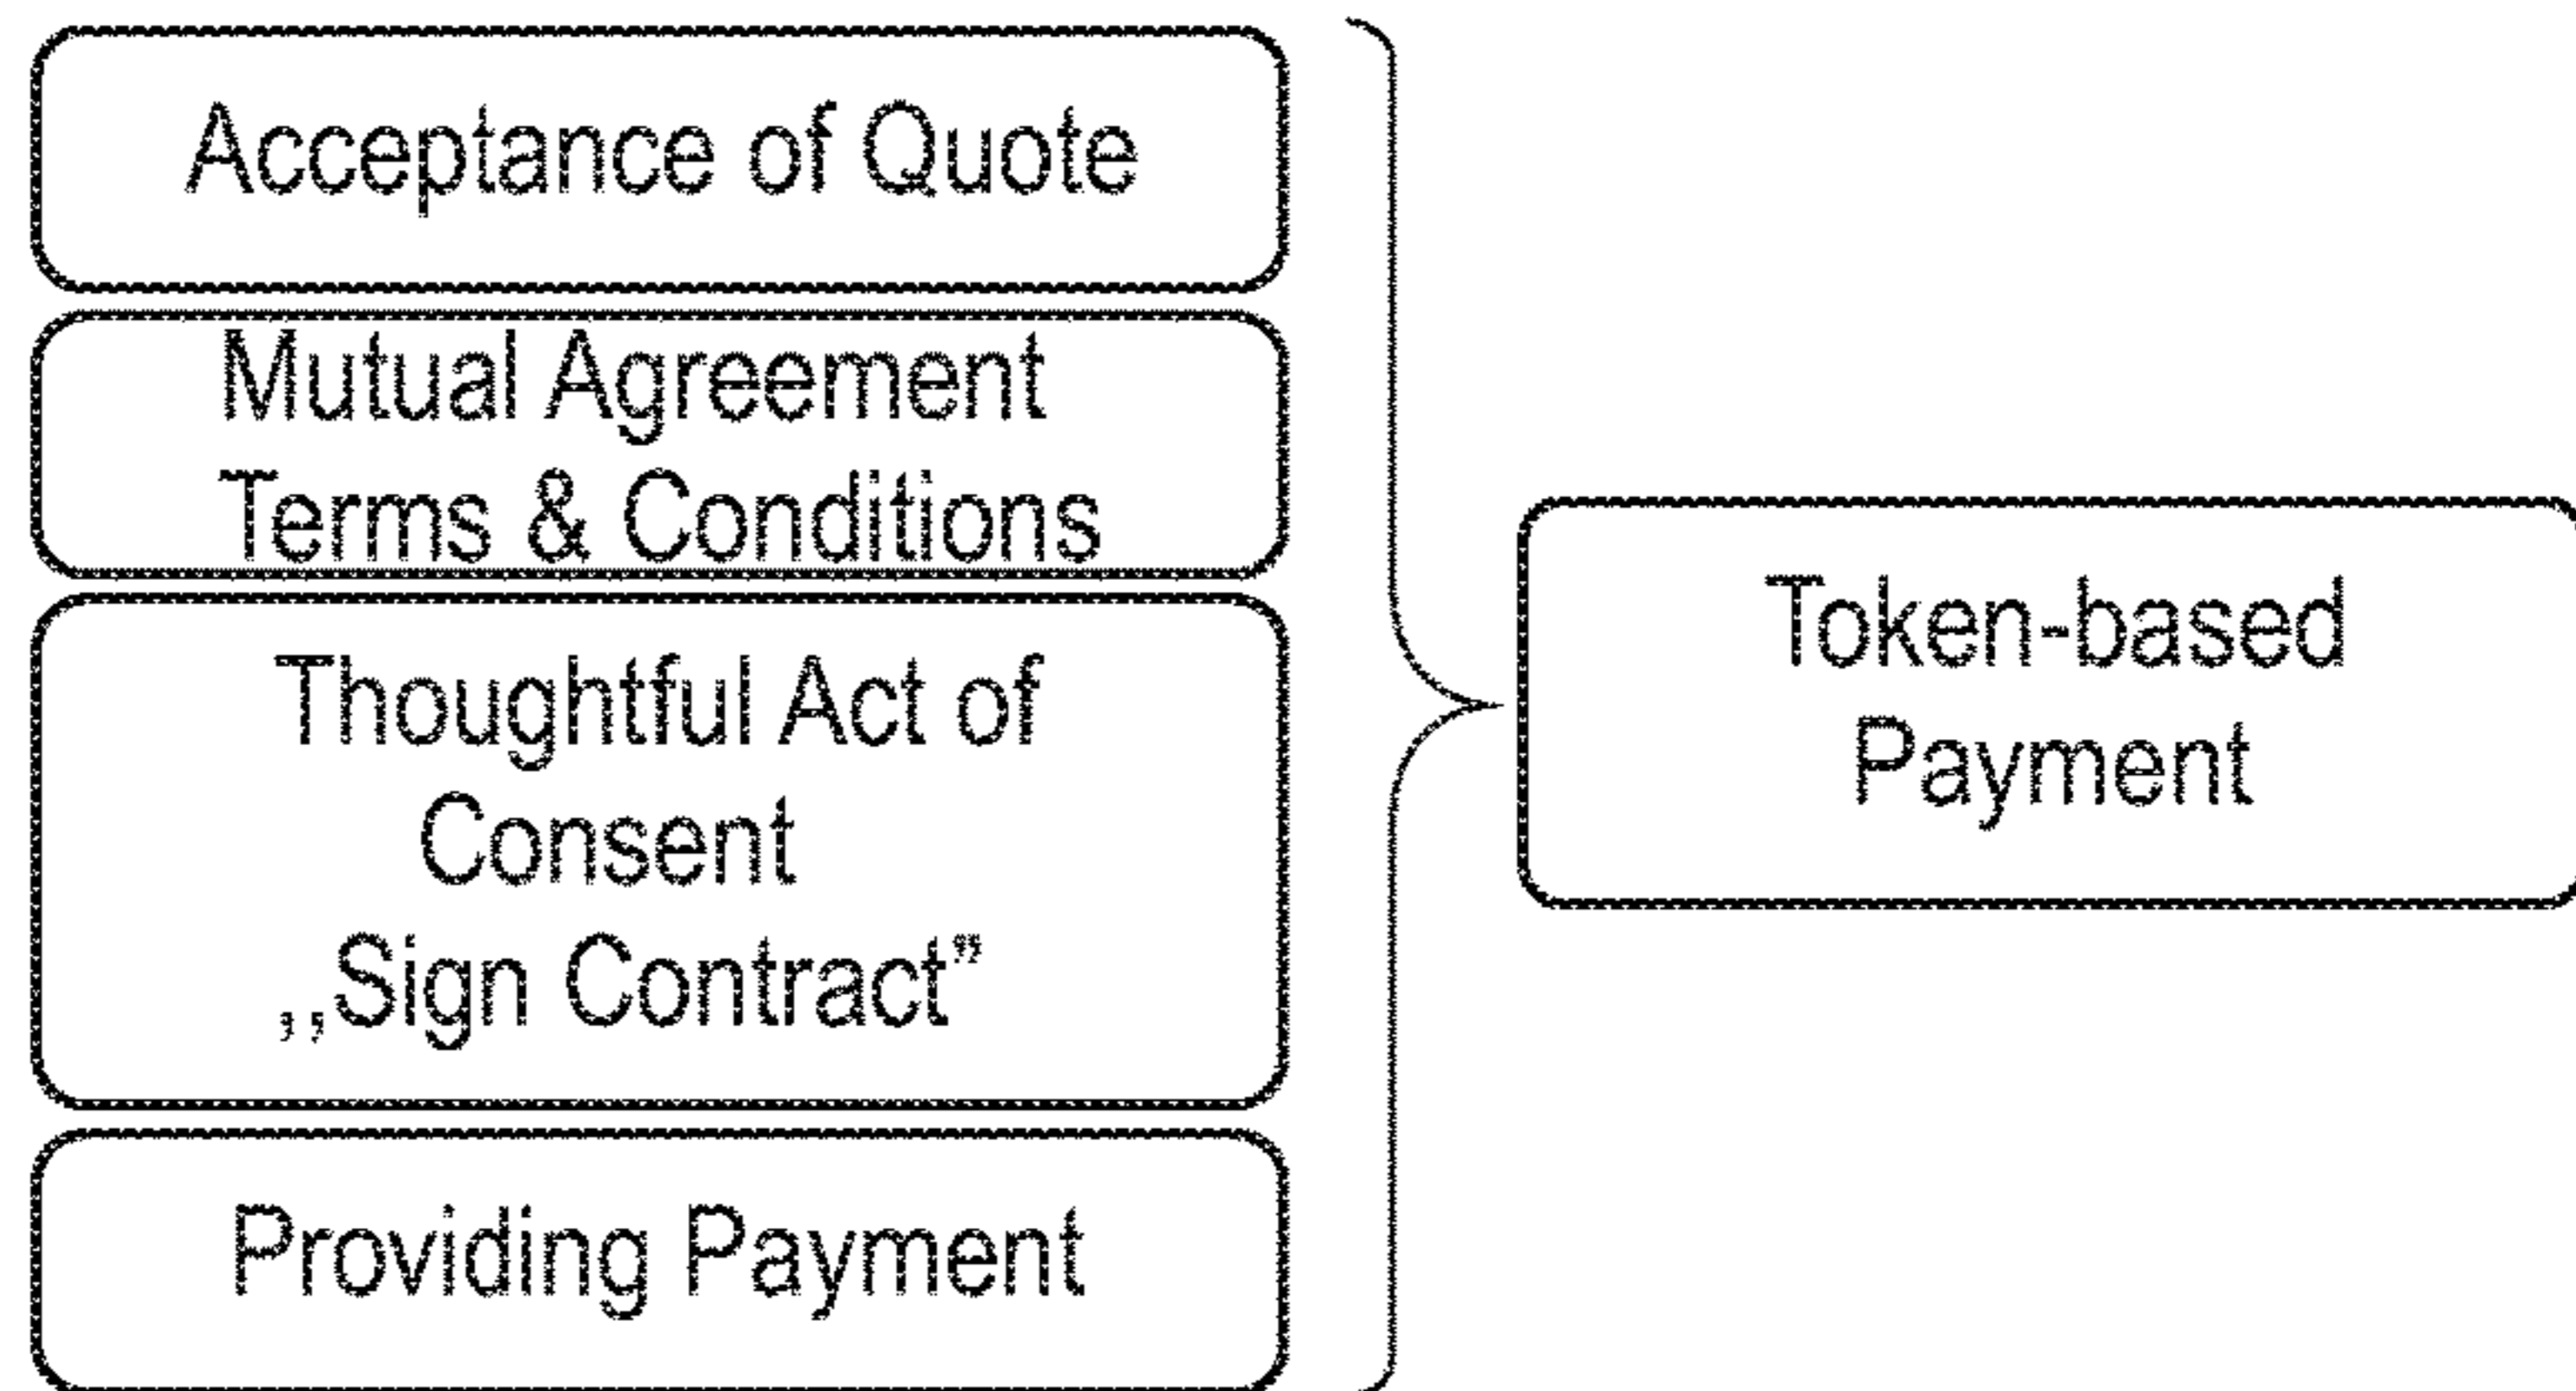 Acceptance of Quote
Mutual Agreement
Terms & Conditions
Thoughtful Act of
Consent
,,Sign Contract”
Providing Payment
Token-based
Payment